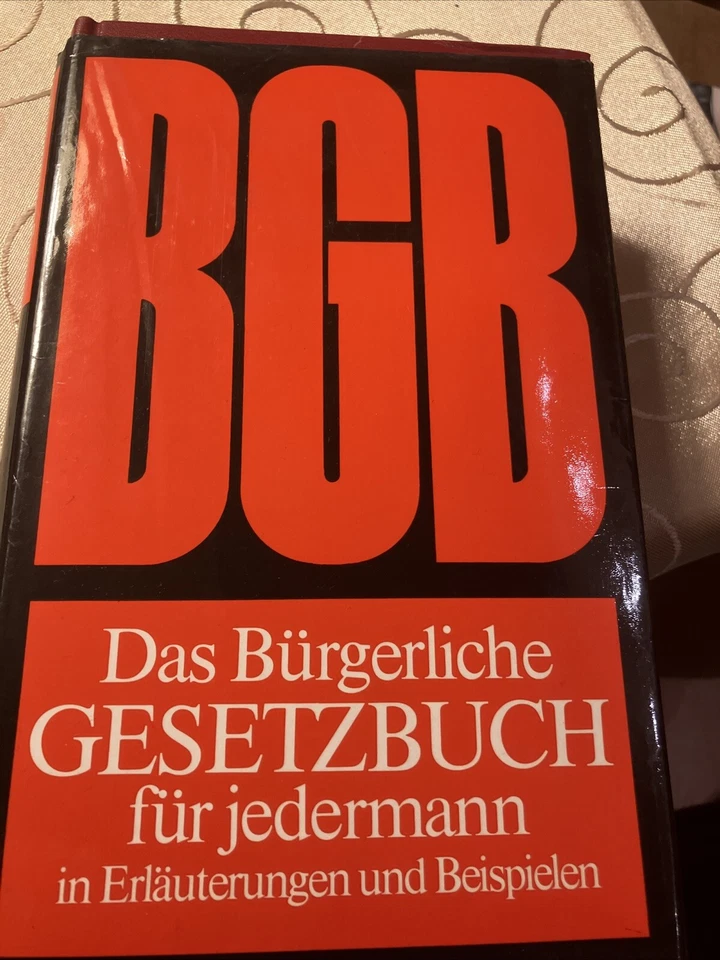 BGB
Das Bürgerliche
GESETZBUCH
für jedermann
in Erläuterungen und Beispielen